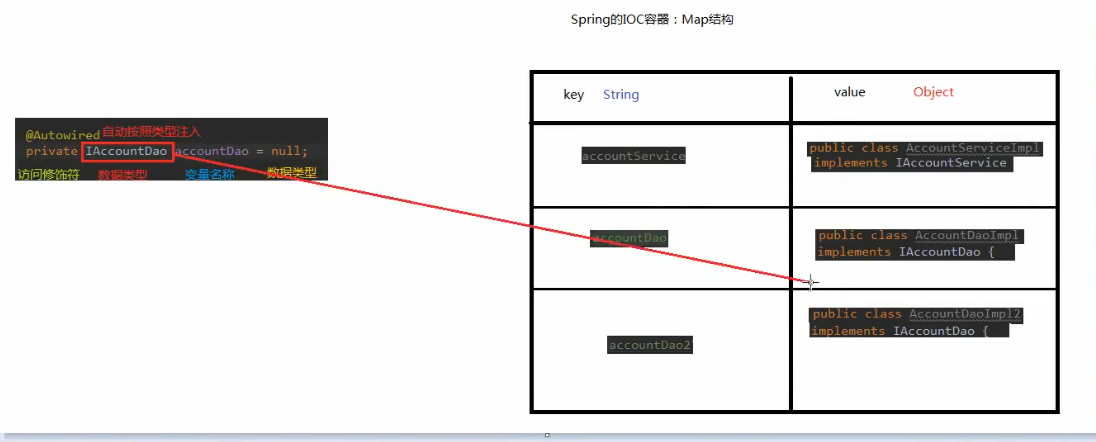 Spring的IOC容器：Map结构
key String
value Object
@Autowired 自动按照类型注入
private IAccountDao accountDao = null;
访问修饰符 数据类型 变量名称 数据类型
accountService
public class AccountServiceImpl
implements IAccountService
accountDao
public class AccountDaoImpl
implements IAccountDao {
accountDao2
public class AccountDaoImpl2
implements IAccountDao {